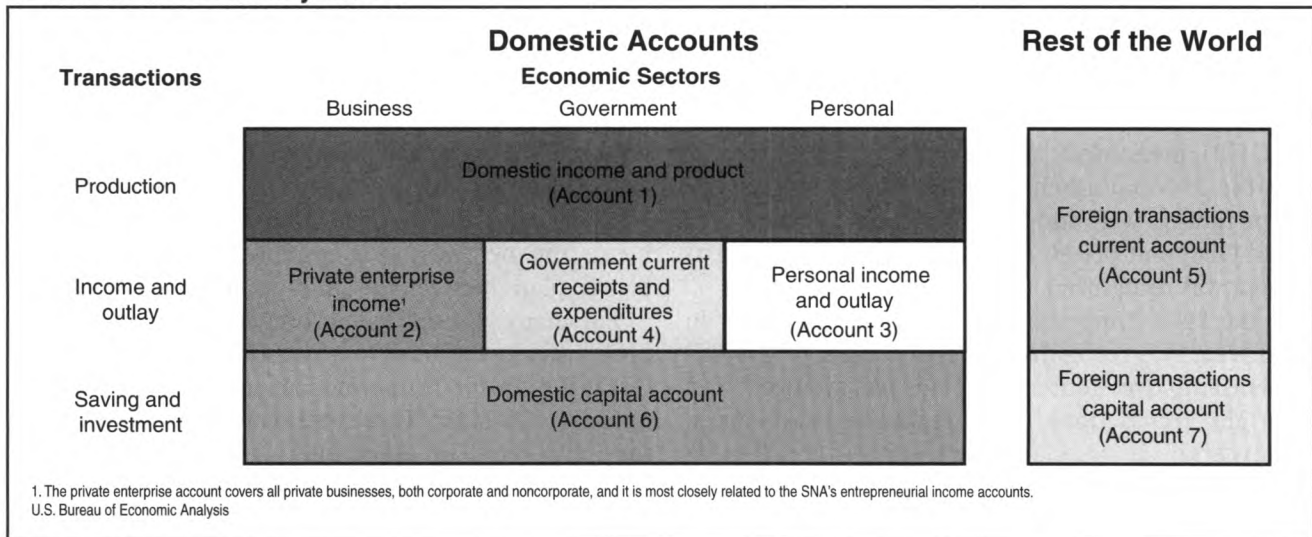 Domestic Accounts
Rest of the World
Transactions
Economic Sectors
Business
Government
Personal
Production
Domestic income and product
(Account 1)
Income and
outlay
Private enterprise
income¹
(Account 2)
Government current
receipts and
expenditures
(Account 4)
Personal income
and outlay
(Account 3)
Foreign transactions
current account
(Account 5)
Saving and
investment
Domestic capital account
(Account 6)
Foreign transactions
capital account
(Account 7)
1. The private enterprise account covers all private businesses, both corporate and noncorporate, and it is most closely related to the SNA's entrepreneurial income accounts.
U.S. Bureau of Economic Analysis